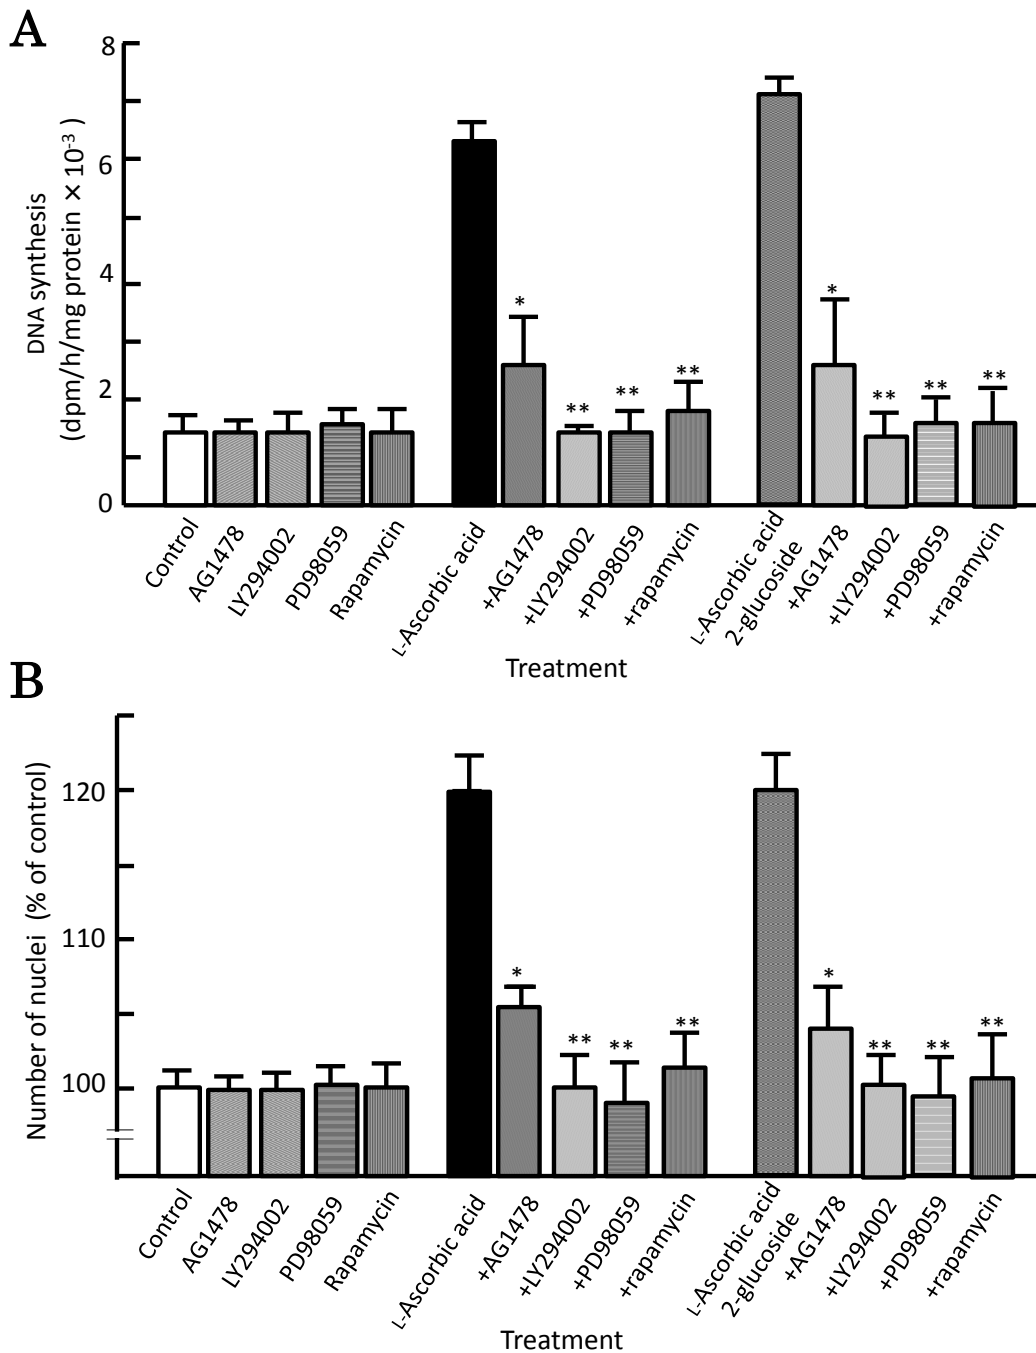 A
8
6
4
2
0
DNA synthesis
(dpm/h/mg protein ×10⁻³ )
* ** ** ** * ** ** **
Control
AG1478
LY294002
PD98059
Rapamycin
L-Ascorbic acid
+AG1478
+LY294002
+PD98059
+rapamycin
L-Ascorbic acid
2-glucoside
+AG1478
+LY294002
+PD98059
+rapamycin
Treatment
B
120
110
100
Number of nuclei (% of control)
* ** ** ** * ** ** **
Control
AG1478
LY294002
PD98059
Rapamycin
L-Ascorbic acid
+AG1478
+LY294002
+PD98059
+rapamycin
L-Ascorbic acid
2-glucoside
+AG1478
+LY294002
+PD98059
+rapamycin
Treatment